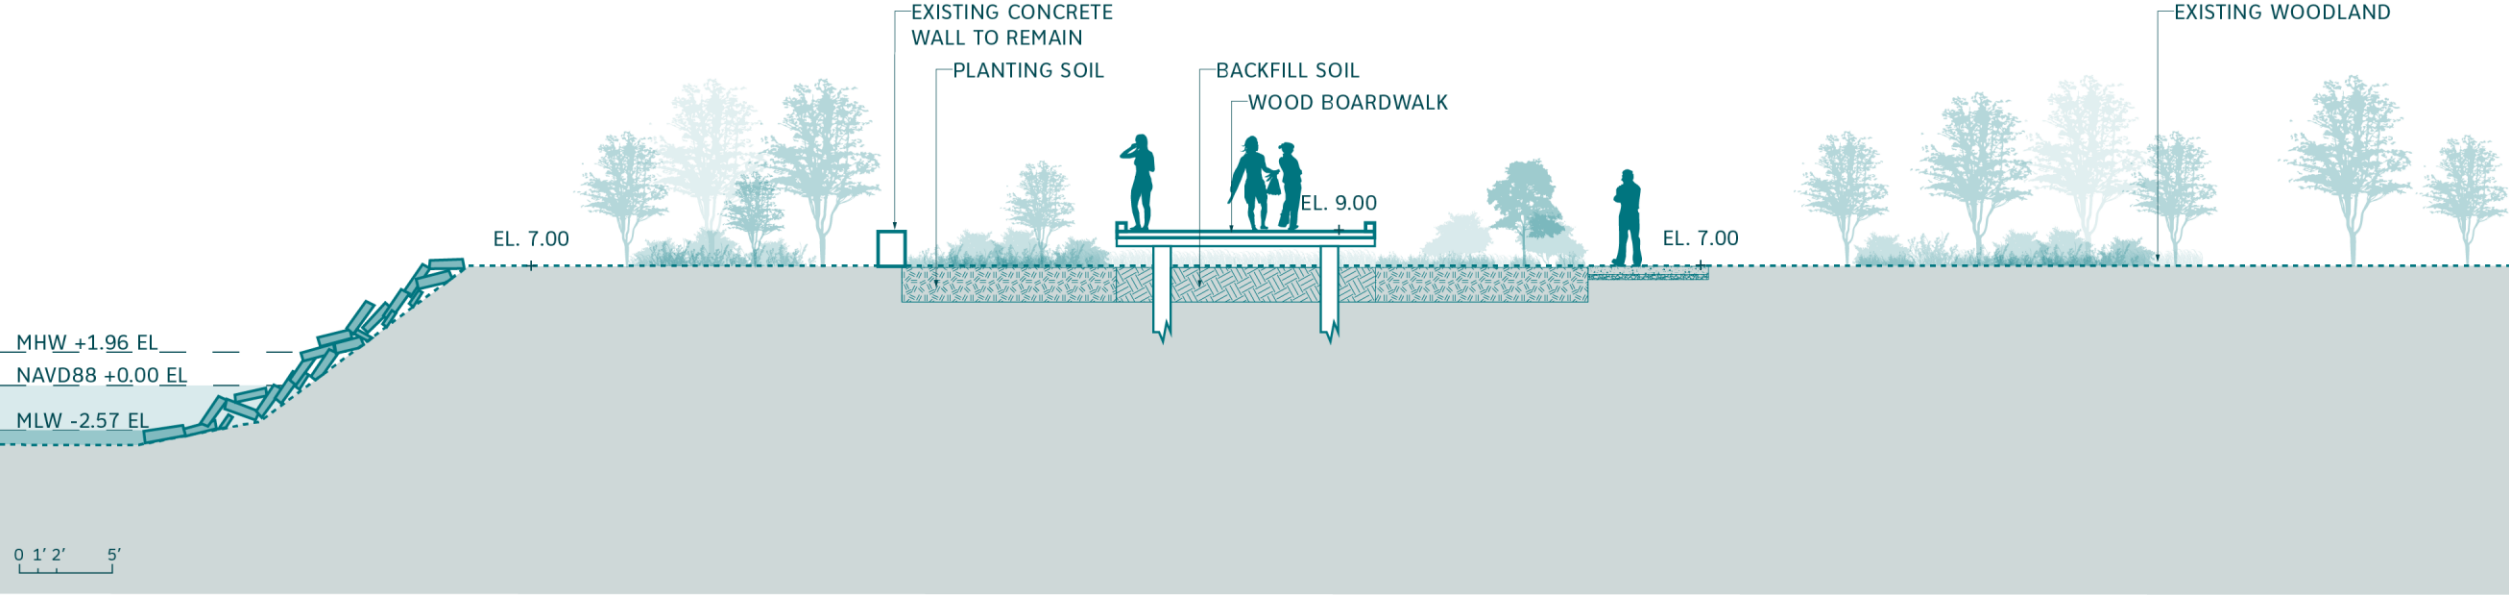 EXISTING CONCRETE
WALL TO REMAIN
EXISTING WOODLAND
PLANTING SOIL
BACKFILL SOIL
WOOD BOARDWALK
EL. 9.00
EL. 7.00
EL. 7.00
MHW +1.96 EL
NAVD88 +0.00 EL
MLW -2.57 EL
0 1' 2' 5'